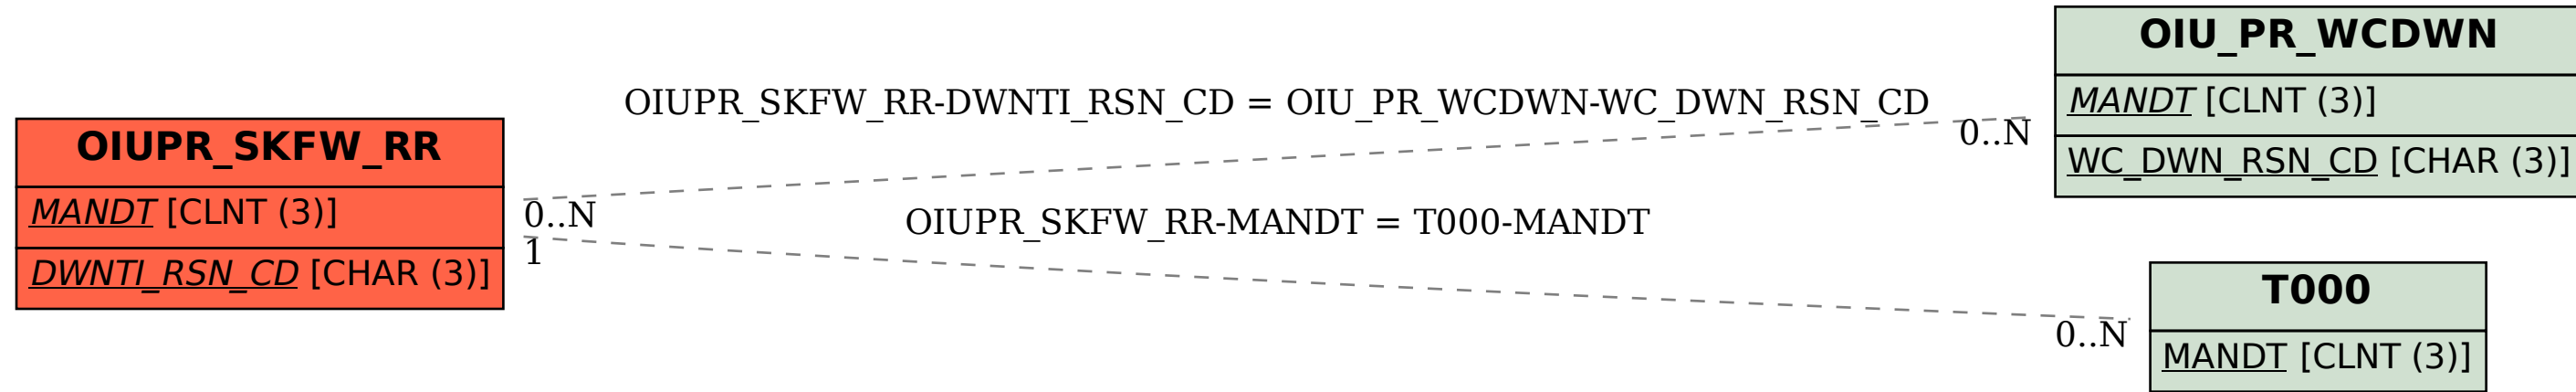 OIUPR_SKFW_RR
MANDT [CLNT (3)]
DWNTI_RSN_CD [CHAR (3)]
OIUPR_SKFW_RR-DWNTI_RSN_CD = OIU_PR_WCDWN-WC_DWN_RSN_CD
0..N
0..N
OIUPR_SKFW_RR-MANDT = T000-MANDT
1
0..N
OIU_PR_WCDWN
MANDT [CLNT (3)]
WC_DWN_RSN_CD [CHAR (3)]
T000
MANDT [CLNT (3)]